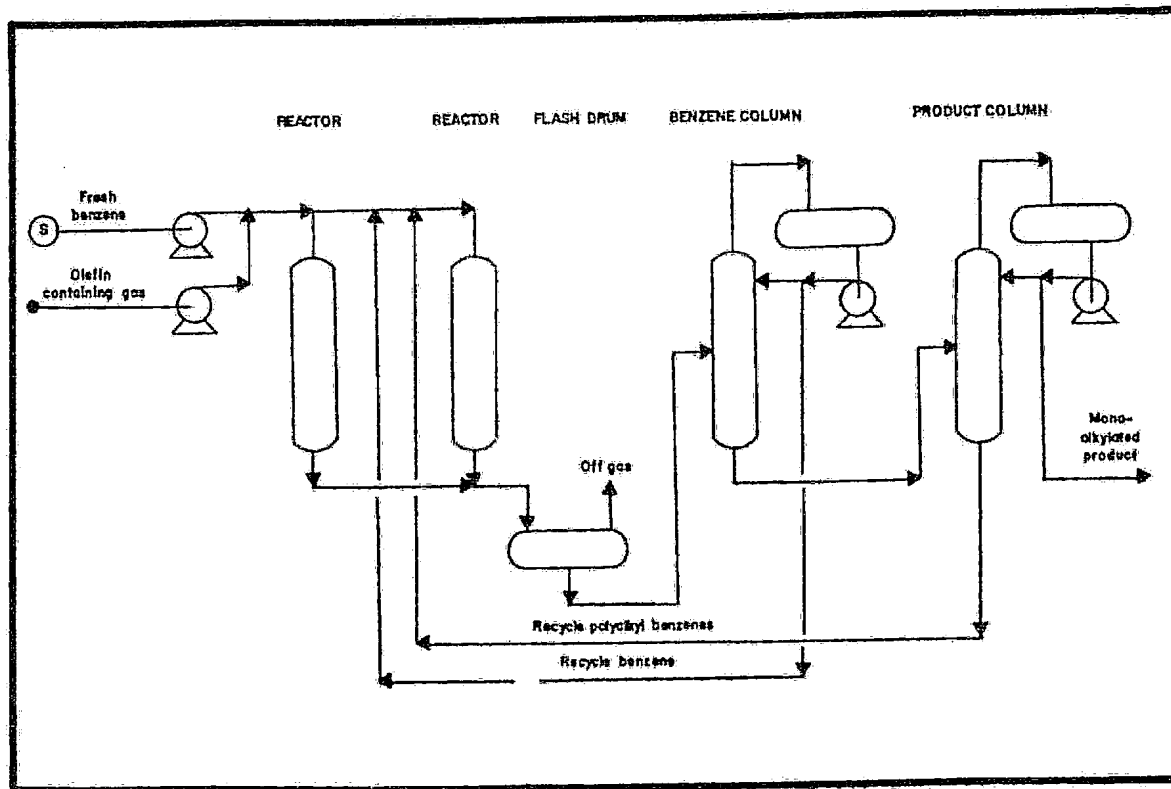 REACTOR
REACTOR
FLASH DRUM
BENZENE COLUMN
PRODUCT COLUMN
Fresh
benzene
S
Olefin
containing gas
Mono-
alkylated
product
Off gas
Recycle polyalkyl benzenes
Recycle benzene